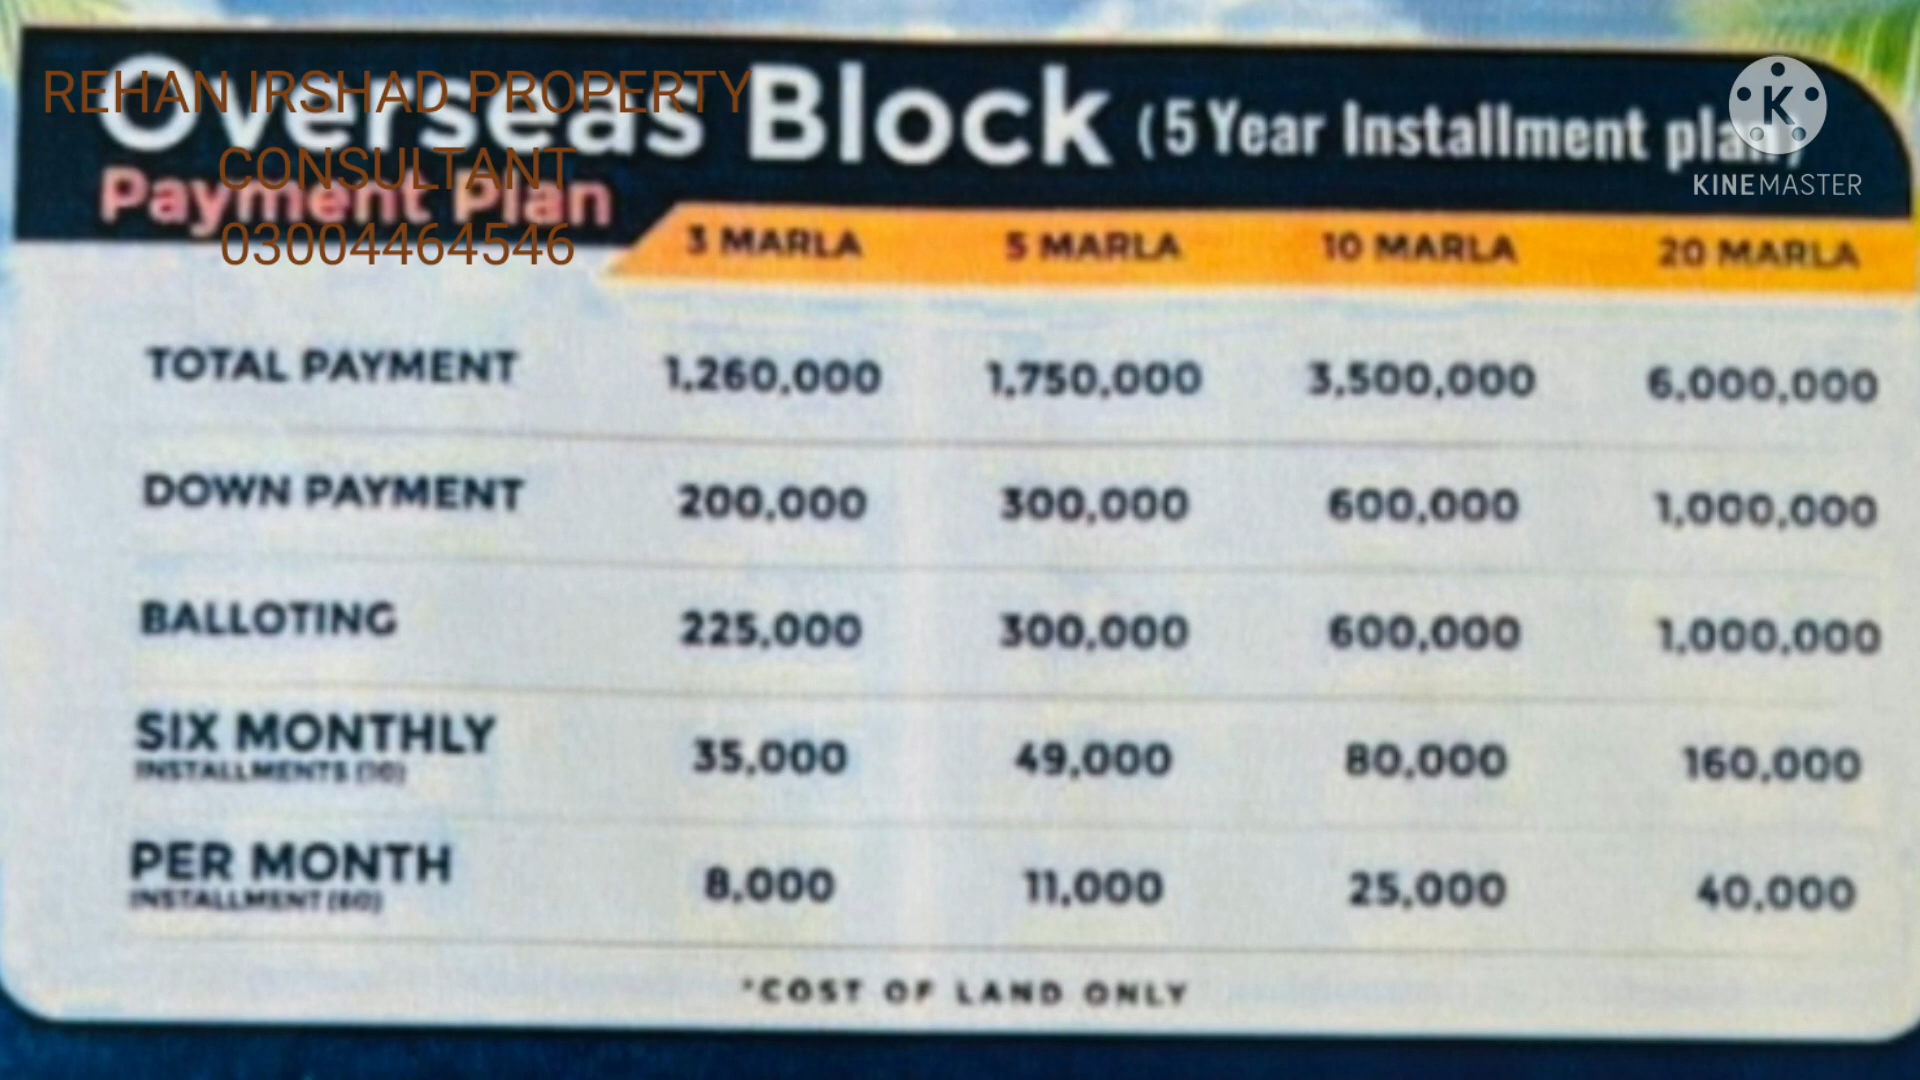 REHAN IRSHAD PROPERTY
CONSULTANT
03004464546
Overseas Block (5 Year Installment plan)
Payment Plan
K
KINEMASTER
3 MARLA 5 MARLA 10 MARLA 20 MARLA
TOTAL PAYMENT 1,260,000 1,750,000 3,500,000 6,000,000
DOWN PAYMENT 200,000 300,000 600,000 1,000,000
BALLOTING 225,000 300,000 600,000 1,000,000
SIX MONTHLY 35,000 49,000 80,000 160,000
INSTALLMENTS (10)
PER MONTH 8,000 11,000 25,000 40,000
INSTALLMENT (60)
*COST OF LAND ONLY